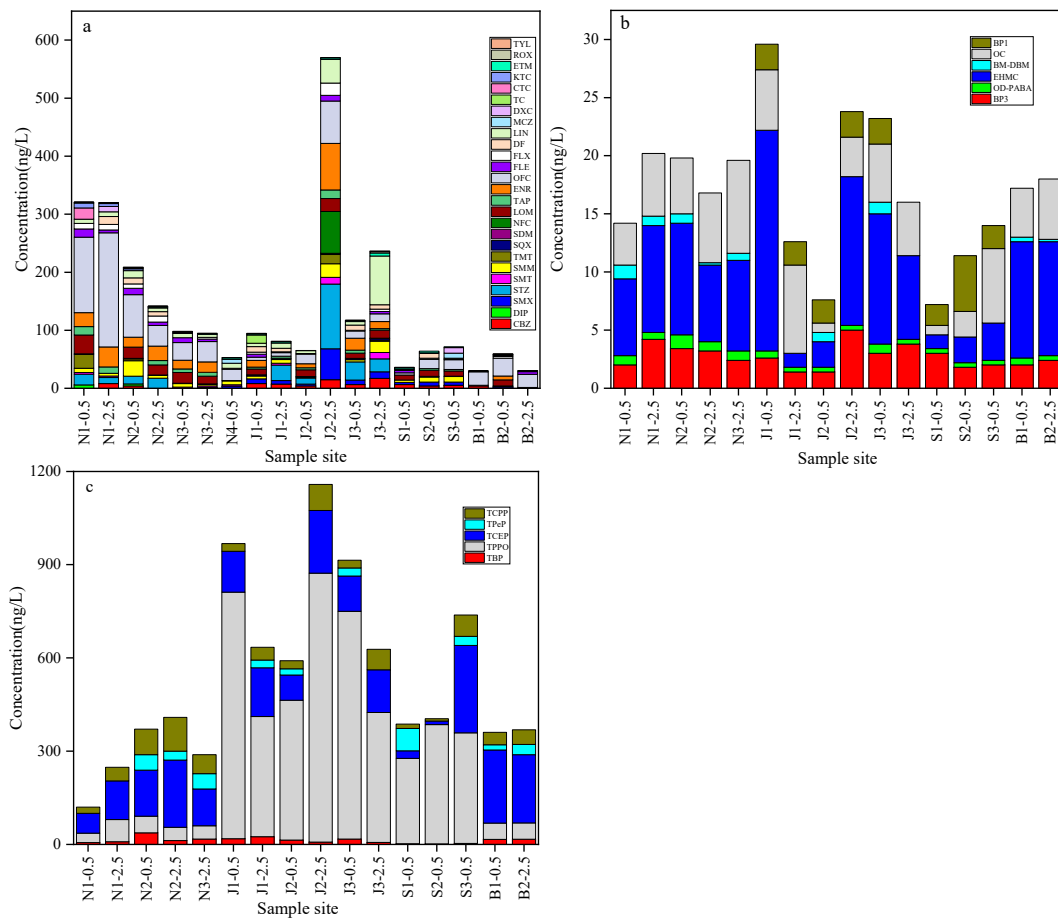 a
600
500
400
300
200
100
0
Concentration(ng/L)
TYL
ROX
ETM
KTC
CTC
TC
DXC
MCZ
LIN
DF
FLX
FLE
OFC
ENR
TAP
LOM
NFC
SDM
SQX
TMT
SMM
SMT
STZ
SMX
DIP
CBZ
N1-0.5
N1-2.5
N2-0.5
N2-2.5
N3-0.5
N3-2.5
N4-0.5
J1-0.5
J1-2.5
J2-0.5
J2-2.5
J3-0.5
J3-2.5
S1-0.5
S2-0.5
S3-0.5
B1-0.5
B2-0.5
B2-2.5
Sample site
b
30
25
20
15
10
5
0
Concentration(ng/L)
BP1
OC
BM-DBM
EHMC
OD-PABA
BP3
N1-0.5
N1-2.5
N2-0.5
N2-2.5
N3-2.5
J1-0.5
J1-2.5
J2-0.5
J2-2.5
J3-0.5
J3-2.5
S1-0.5
S2-0.5
S3-0.5
B1-0.5
B2-2.5
Sample site
c
1200
900
600
300
0
Concentration(ng/L)
TCPP
TPeP
TCEP
TPPO
TBP
N1-0.5
N1-2.5
N2-0.5
N2-2.5
N3-2.5
J1-0.5
J1-2.5
J2-0.5
J2-2.5
J3-0.5
J3-2.5
S1-0.5
S2-0.5
S3-0.5
B1-0.5
B2-2.5
Sample site